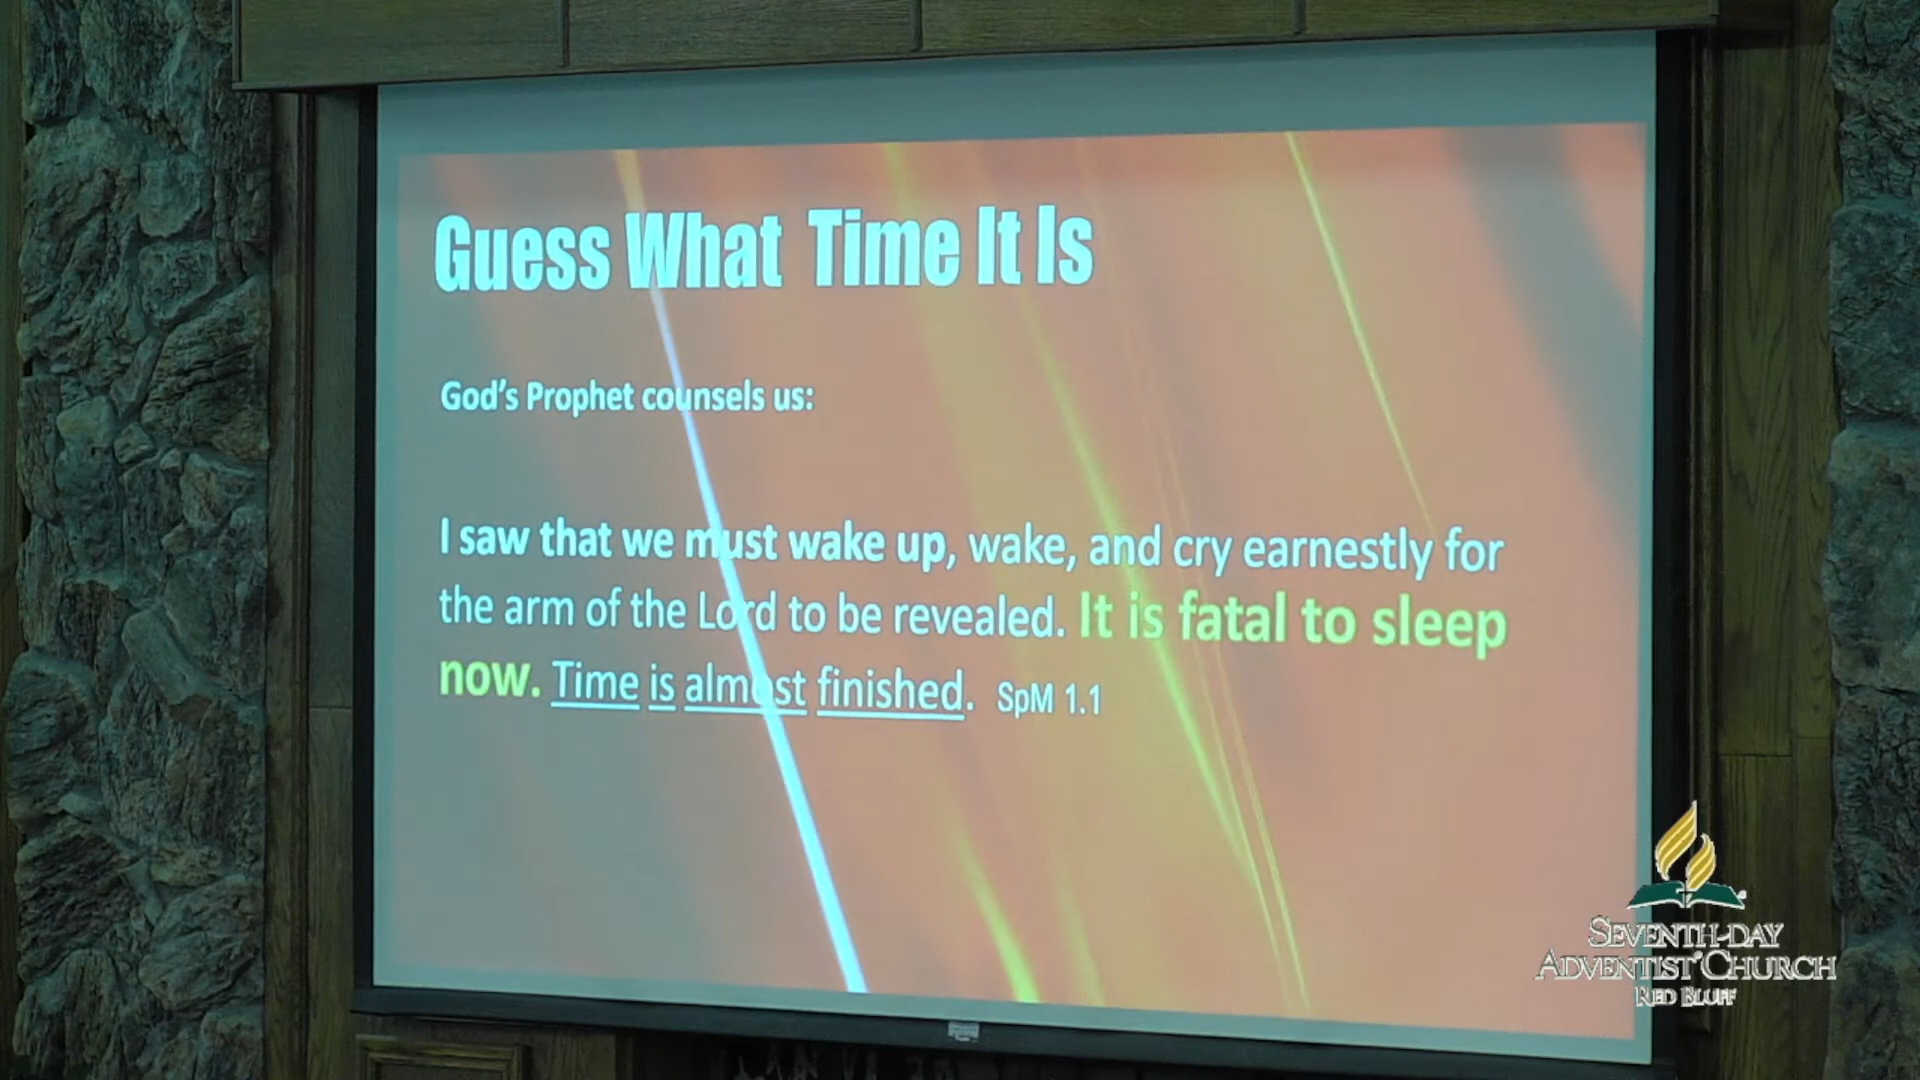 Guess What Time It Is
God's Prophet counsels us:
I saw that we must wake up, wake, and cry earnestly for
the arm of the Lord to be revealed. It is fatal to sleep
now. Time is almost finished. SpM 1.1
SEVENTH-DAY
ADVENTIST CHURCH
RED BLUFF